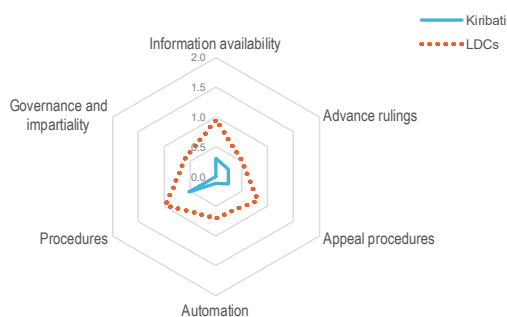 Kiribati
LDCs
Information availability
2.0
1.5
1.0
0.5
0.0
Governance and
impartiality
Advance rulings
Procedures
Appeal procedures
Automation